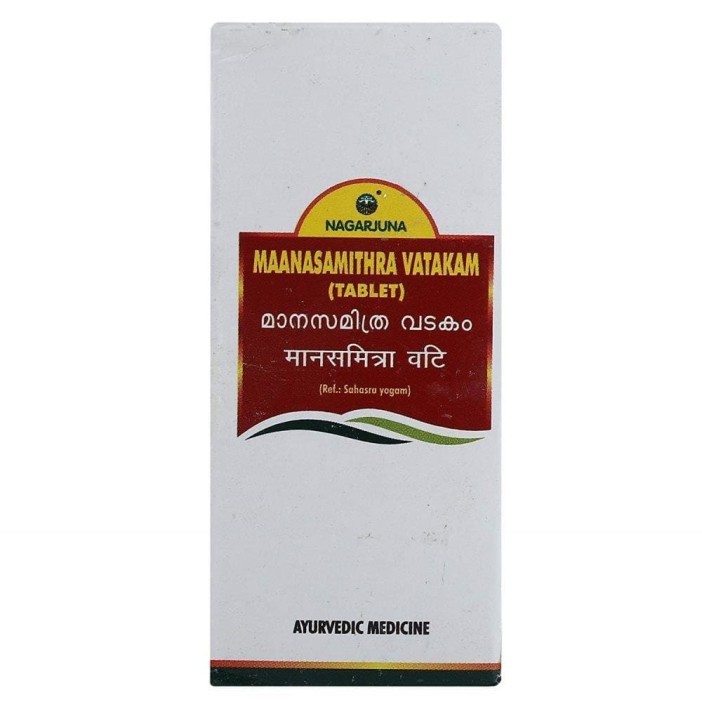 NAGARJUNA
MAANASAMITHRA VATAKAM
(TABLET)
മാനസമിത്ര വടകം
मानसमित्रा वटि
(Ref.: Sahasra yogam)
AYURVEDIC MEDICINE